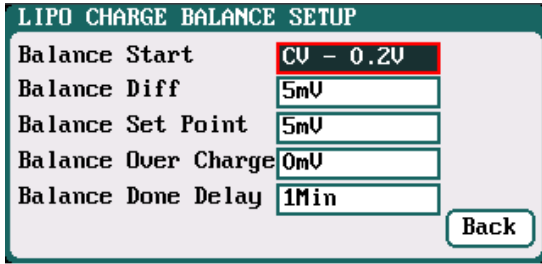 LIPO CHARGE BALANCE SETUP
Balance Start CV - 0.2V
Balance Diff 5mV
Balance Set Point 5mV
Balance Over Charge 0mV
Balance Done Delay 1Min
Back